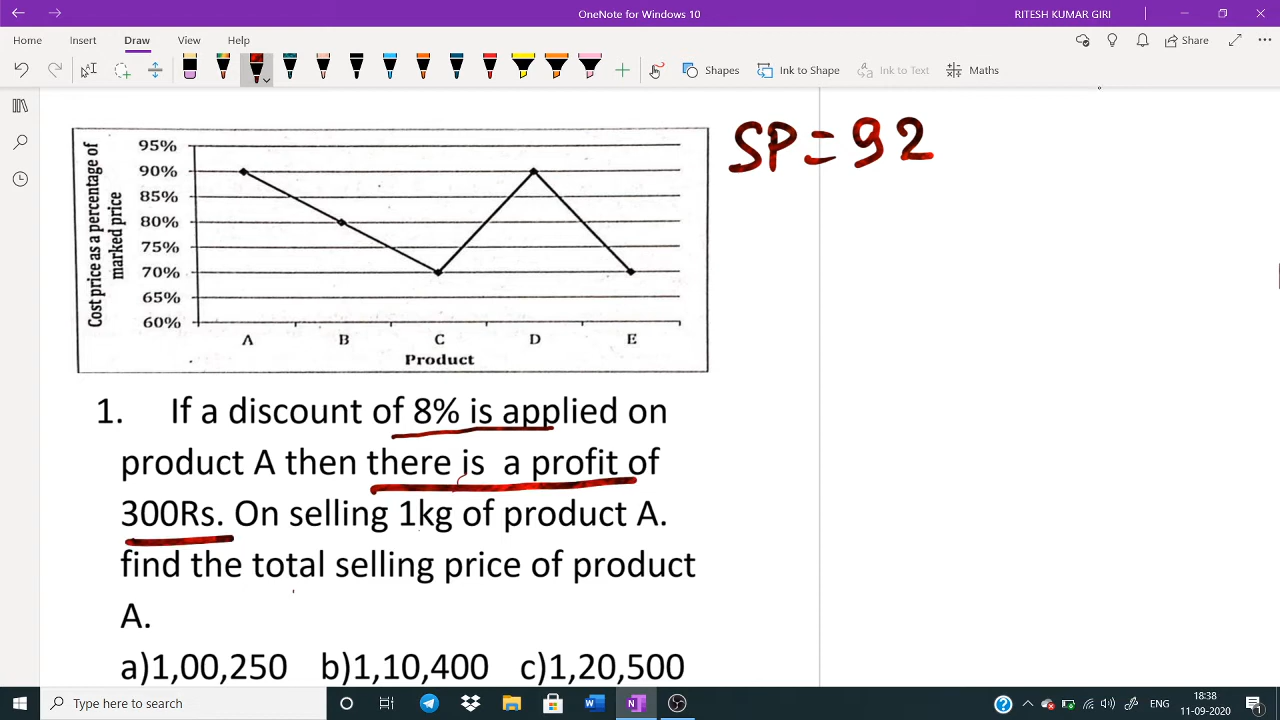 OneNote for Windows 10
RITESH KUMAR GIRI
Home Insert Draw View Help
Share
Shapes Ink to Shape Ink to Text Maths
Cost price as a percentage of
marked price
95%
90%
85%
80%
75%
70%
65%
60%
A B C D E
Product
SP=92
1. If a discount of 8% is applied on
product A then there is a profit of
300Rs. On selling 1kg of product A.
find the total selling price of product
A.
a)1,00,250 b)1,10,400 c)1,20,500
Type here to search
ENG
18:38
11-09-2020